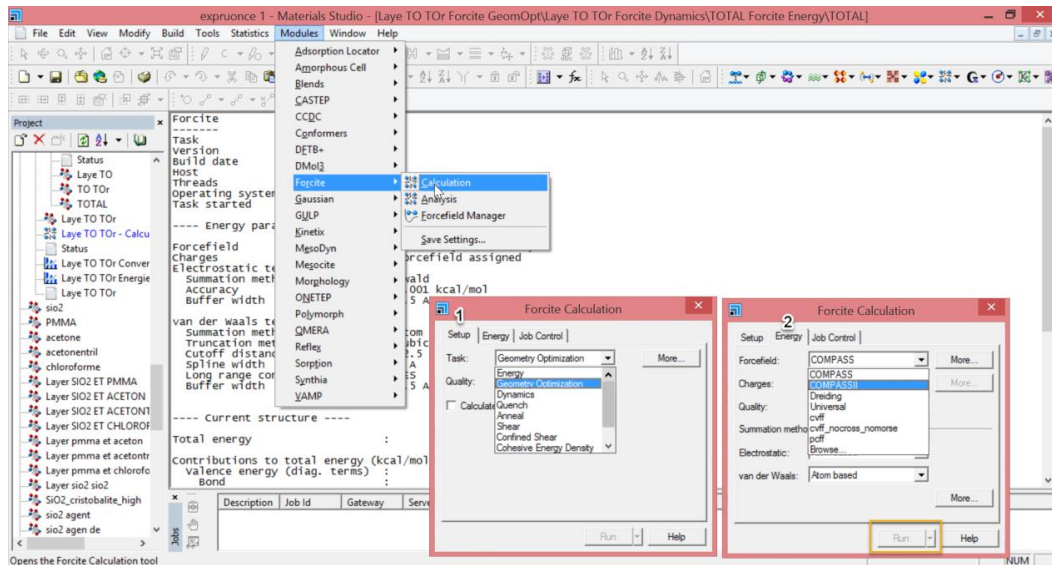 expruonce 1 - Materials Studio - [Laye TO TOr Forcite GeomOpt\Laye TO TOr Forcite Dynamics\TOTAL Forcite Energy\TOTAL]
File Edit View Modify Build Tools Statistics Modules Window Help
Adsorption Locator
Amorphous Cell
Blends
CASTEP
CCDC
Conformers
DFTB+
DMol3
Forcite
Gaussian
GULP
Kinetix
MesoDyn
Mesocite
Morphology
ONETEP
Polymorph
QMERA
Reflex
Sorption
Synthia
VAMP
Calculation
Analysis
Forcefield Manager
Save Settings...
Project
Status
Laye TO
TO TOr
TOTAL
Laye TO TOr
Laye TO TOr - Calcu
Status
Laye TO TOr Conver
Laye TO TOr Energie
Laye TO TOr
sio2
PMMA
acetone
acetonentril
chloroforme
Layer SIO2 ET PMMA
Layer SIO2 ET ACETON
Layer SIO2 ET ACETONT
Layer SIO2 ET CHLOROF
Layer pmma et aceton
Layer pmma et acetontr
Layer pmma et chlorofo
Layer sio2 sio2
SiO2_cristobalite_high
sio2 agent
sio2 agen de
Forcite
-------
Task
Version
Build date
Host
Threads
Operating system
Task started
---- Energy para
Forcefield
Charges orcefield assigned
Electrostatic te
Summation meth wald
Accuracy 001 kcal/mol
Buffer width .5 A
van der Waals te
Summation met
Truncation met
Cutoff distanc
Spline width
Long range cor
Buffer width
---- Current structure ----
Total energy :
Contributions to total energy (kcal/mol
valence energy (diag. terms) :
Bond :
Jobs
Description Job Id Gateway Serve
1
Forcite Calculation
Setup Energy Job Control
Task: Geometry Optimization More...
Energy
Geometry Optimization
Dynamics
Quality: Quench
Anneal
Calculate Shear
Confined Shear
Cohesive Energy Density
Run Help
2
Forcite Calculation
Setup Energy Job Control
Forcefield: COMPASS More...
COMPASS
Charges: COMPASSII More...
Dreiding
Quality: Universal
cvff
Summation metho cvff_nocross_nomorse
pcff
Electrostatic: Browse...
van der Waals: Atom based
More...
Run Help
Opens the Forcite Calculation tool
NUM